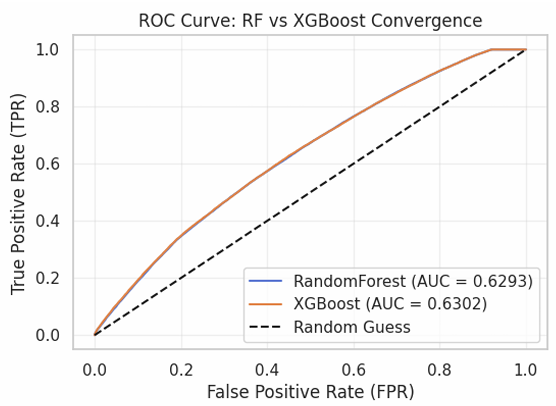 ROC Curve: RF vs XGBoost Convergence
True Positive Rate (TPR)
1.0
0.8
0.6
0.4
0.2
0.0
RandomForest (AUC = 0.6293)
XGBoost (AUC = 0.6302)
Random Guess
0.0 0.2 0.4 0.6 0.8 1.0
False Positive Rate (FPR)